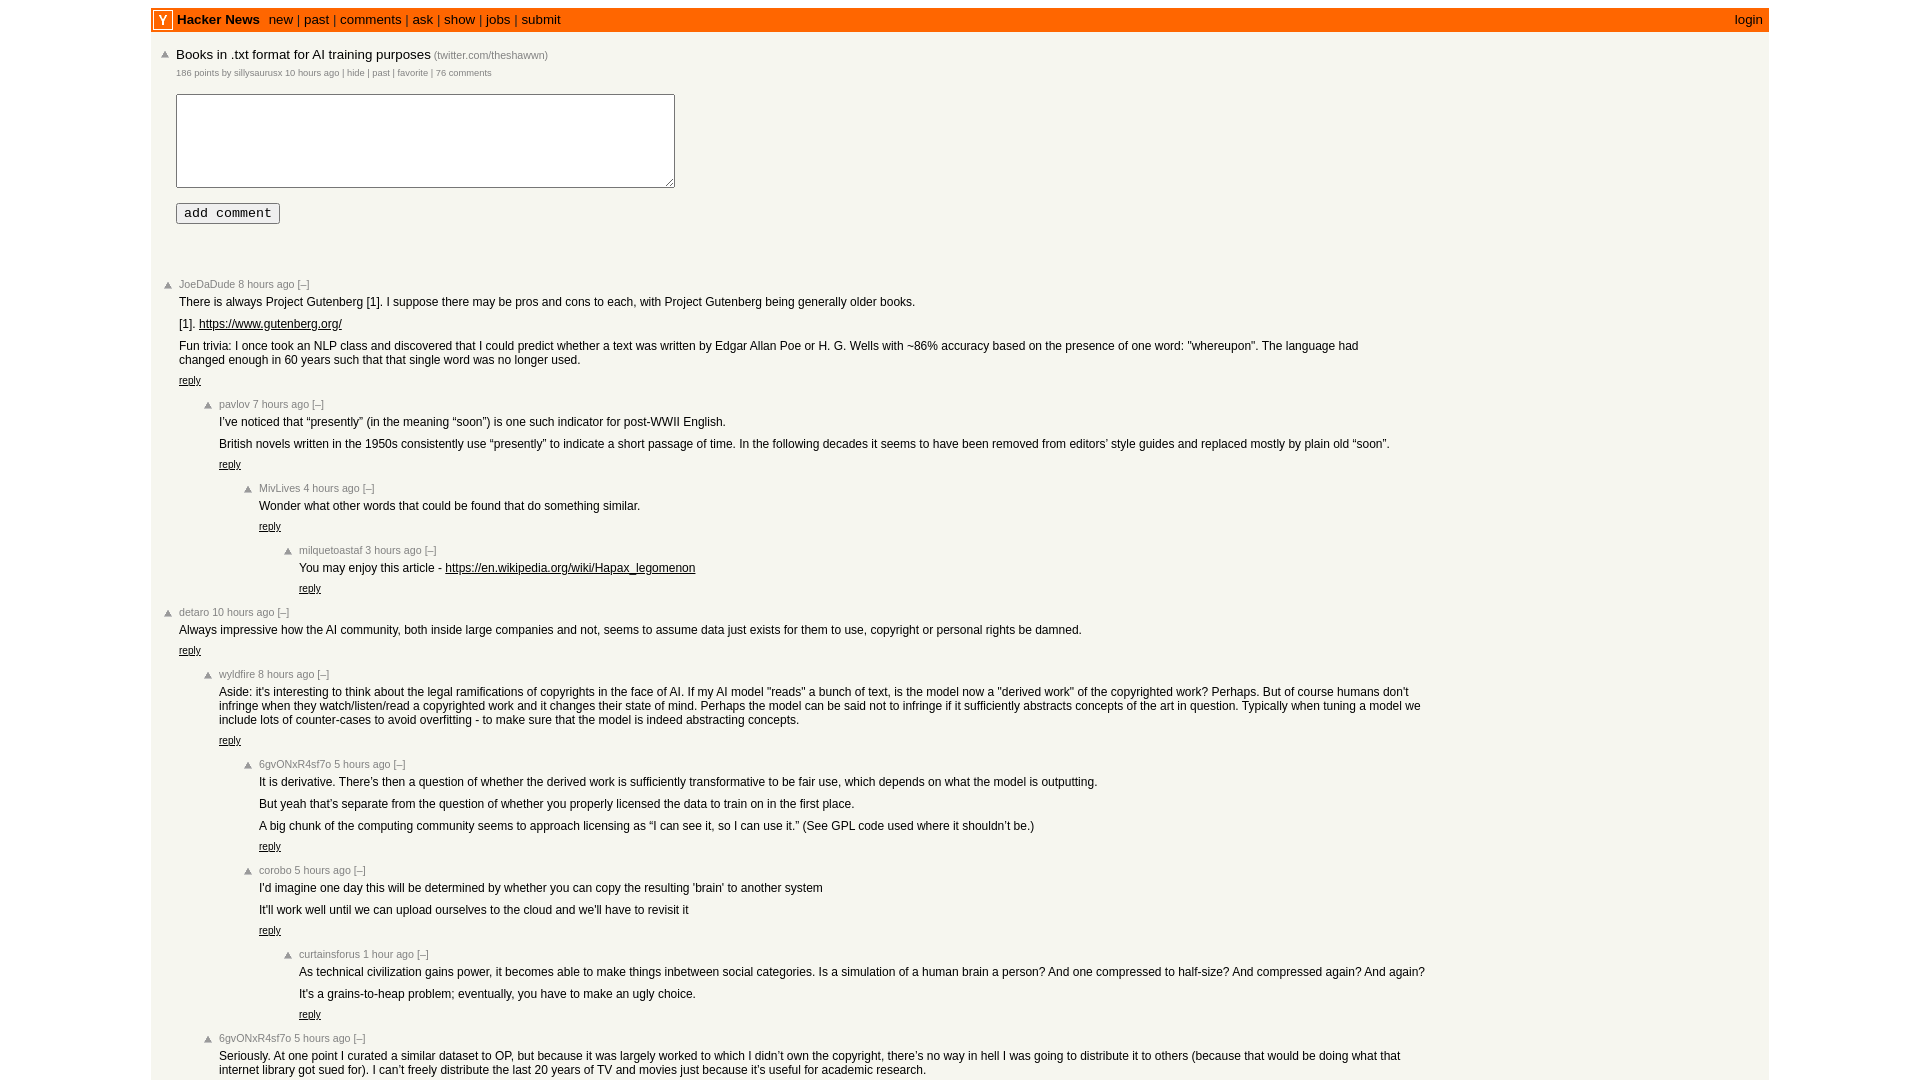 Y Hacker News new | past | comments | ask | show | jobs | submit login
Books in .txt format for AI training purposes (twitter.com/theshawwn)
186 points by sillysaurusx 10 hours ago | hide | past | favorite | 76 comments
add comment
JoeDaDude 8 hours ago [–]
There is always Project Gutenberg [1]. I suppose there may be pros and cons to each, with Project Gutenberg being generally older books.
[1]. https://www.gutenberg.org/
Fun trivia: I once took an NLP class and discovered that I could predict whether a text was written by Edgar Allan Poe or H. G. Wells with ~86% accuracy based on the presence of one word: "whereupon". The language had
changed enough in 60 years such that that single word was no longer used.
reply
pavlov 7 hours ago [–]
I’ve noticed that “presently” (in the meaning “soon”) is one such indicator for post-WWII English.
British novels written in the 1950s consistently use “presently” to indicate a short passage of time. In the following decades it seems to have been removed from editors’ style guides and replaced mostly by plain old “soon”.
reply
MivLives 4 hours ago [–]
Wonder what other words that could be found that do something similar.
reply
milquetoastaf 3 hours ago [–]
You may enjoy this article - https://en.wikipedia.org/wiki/Hapax_legomenon
reply
detaro 10 hours ago [–]
Always impressive how the AI community, both inside large companies and not, seems to assume data just exists for them to use, copyright or personal rights be damned.
reply
wyldfire 8 hours ago [–]
Aside: it's interesting to think about the legal ramifications of copyrights in the face of AI. If my AI model "reads" a bunch of text, is the model now a "derived work" of the copyrighted work? Perhaps. But of course humans don't
infringe when they watch/listen/read a copyrighted work and it changes their state of mind. Perhaps the model can be said not to infringe if it sufficiently abstracts concepts of the art in question. Typically when tuning a model we
include lots of counter-cases to avoid overfitting - to make sure that the model is indeed abstracting concepts.
reply
6gvONxR4sf7o 5 hours ago [–]
It is derivative. There’s then a question of whether the derived work is sufficiently transformative to be fair use, which depends on what the model is outputting.
But yeah that’s separate from the question of whether you properly licensed the data to train on in the first place.
A big chunk of the computing community seems to approach licensing as “I can see it, so I can use it.” (See GPL code used where it shouldn’t be.)
reply
corobo 5 hours ago [–]
I'd imagine one day this will be determined by whether you can copy the resulting 'brain' to another system
It'll work well until we can upload ourselves to the cloud and we'll have to revisit it
reply
curtainsforus 1 hour ago [–]
As technical civilization gains power, it becomes able to make things inbetween social categories. Is a simulation of a human brain a person? And one compressed to half-size? And compressed again? And again?
It's a grains-to-heap problem; eventually, you have to make an ugly choice.
reply
6gvONxR4sf7o 5 hours ago [–]
Seriously. At one point I curated a similar dataset to OP, but because it was largely worked to which I didn’t own the copyright, there’s no way in hell I was going to distribute it to others (because that would be doing what that
internet library got sued for). I can’t freely distribute the last 20 years of TV and movies just because it’s useful for academic research.